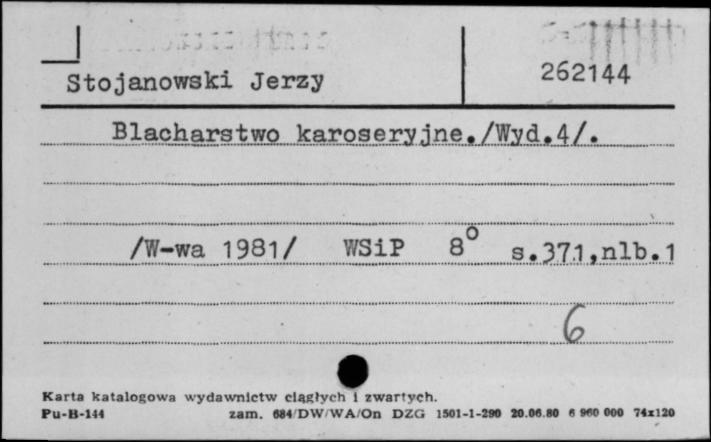 Stojanowski Jerzy 262144
Blacharstwo karoseryjne./Wyd.4/.
/W-wa 1981/ WSiP 8° s.371,nlb.1
6
Karta katalogowa wydawnictw ciągłych i zwartych.
Pu-B-144 zam. 684/DW/WA/On DZG 1501-1-290 20.06.80 6 960 000 74x120